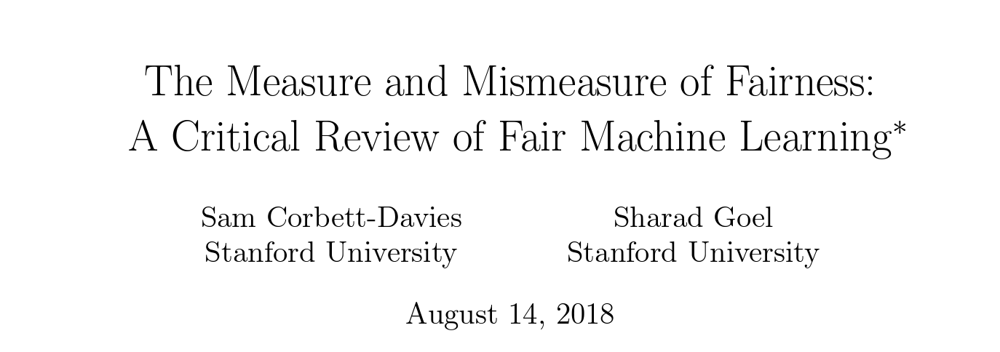 The Measure and Mismeasure of Fairness:
A Critical Review of Fair Machine Learning*
Sam Corbett-Davies
Stanford University
Sharad Goel
Stanford University
August 14, 2018